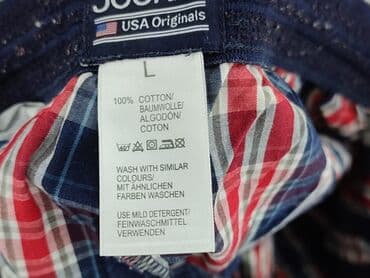 USA Originals
L
100% COTTON/
BAUMWOLLE/
ALGODÓN/
COTON
WASH WITH SIMILAR
COLOURS/
MIT ÄHNLICHEN
FARBEN WASCHEN
USE MILD DETERGENT/
FEINWASCHMITTEL
VERWENDEN